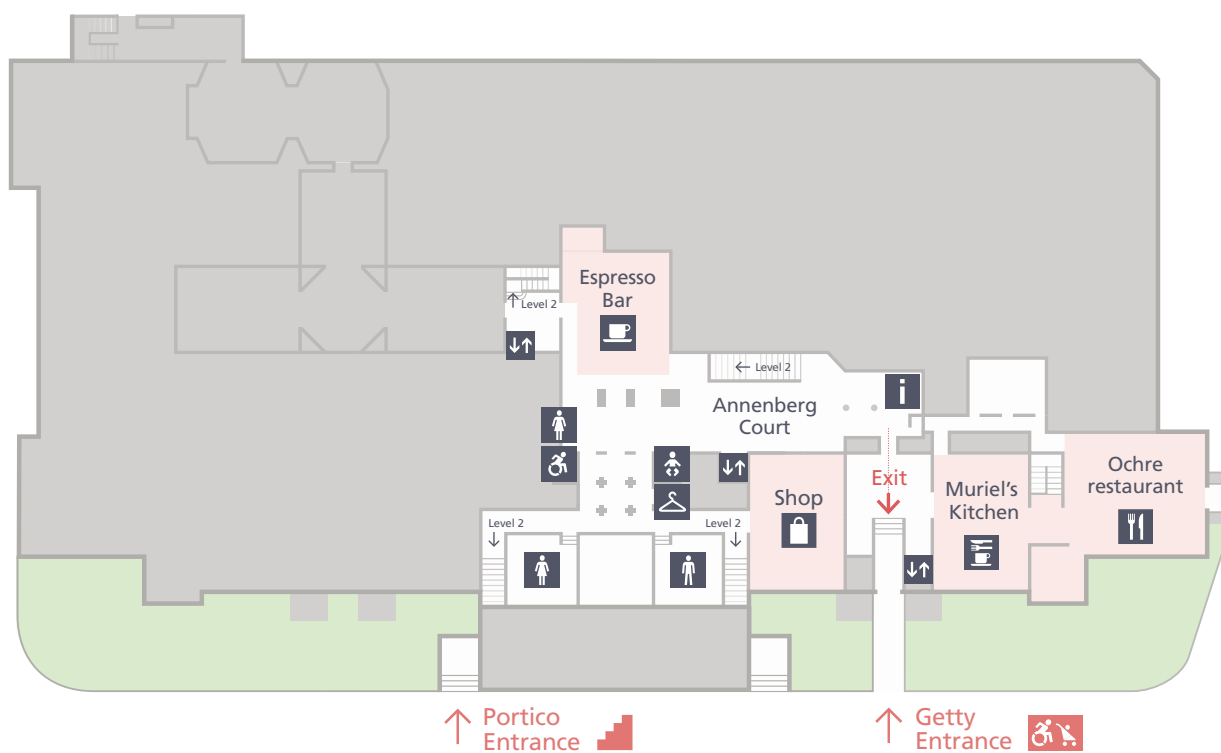 Espresso
Bar
Level 2
Level 2
Annenberg
Court
i
Exit
Ochre
restaurant
Muriel's
Kitchen
Shop
Level 2
Level 2
Portico
Entrance
Getty
Entrance